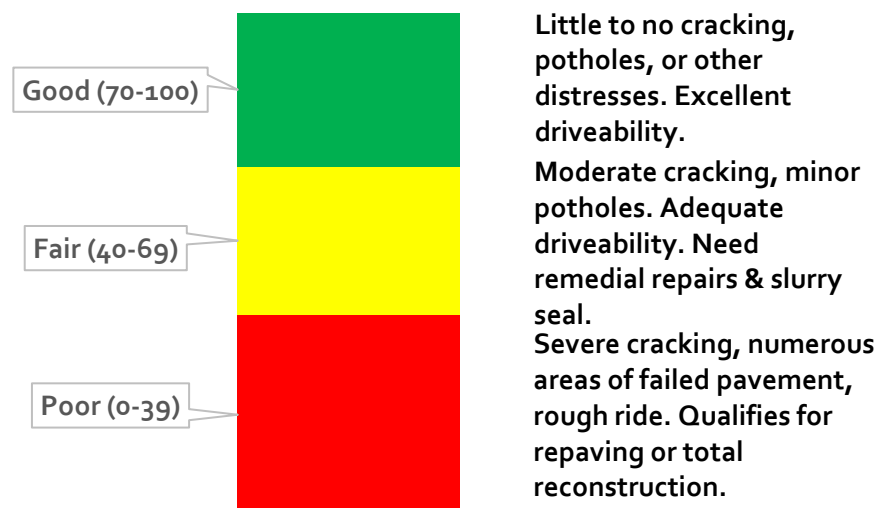 Good (70-100)
Little to no cracking,
potholes, or other
distresses. Excellent
driveability.
Fair (40-69)
Moderate cracking, minor
potholes. Adequate
driveability. Need
remedial repairs & slurry
seal.
Poor (0-39)
Severe cracking, numerous
areas of failed pavement,
rough ride. Qualifies for
repaving or total
reconstruction.